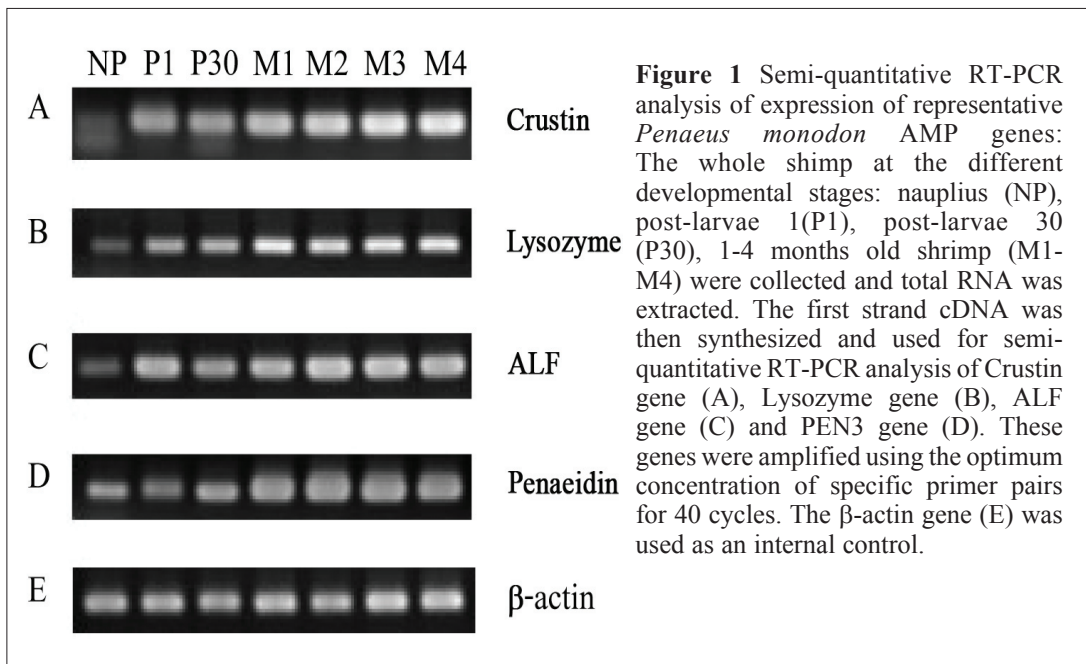 NP P1 P30 M1 M2 M3 M4
A
Crustin
B
Lysozyme
C
ALF
D
Penaeidin
E
β-actin
Figure 1 Semi-quantitative RT-PCR
analysis of expression of representative
Penaeus monodon AMP genes:
The whole shimp at the different
developmental stages: nauplius (NP),
post-larvae 1(P1), post-larvae 30
(P30), 1-4 months old shrimp (M1-
M4) were collected and total RNA was
extracted. The first strand cDNA was
then synthesized and used for semi-
quantitative RT-PCR analysis of Crustin
gene (A), Lysozyme gene (B), ALF
gene (C) and PEN3 gene (D). These
genes were amplified using the optimum
concentration of specific primer pairs
for 40 cycles. The β-actin gene (E) was
used as an internal control.